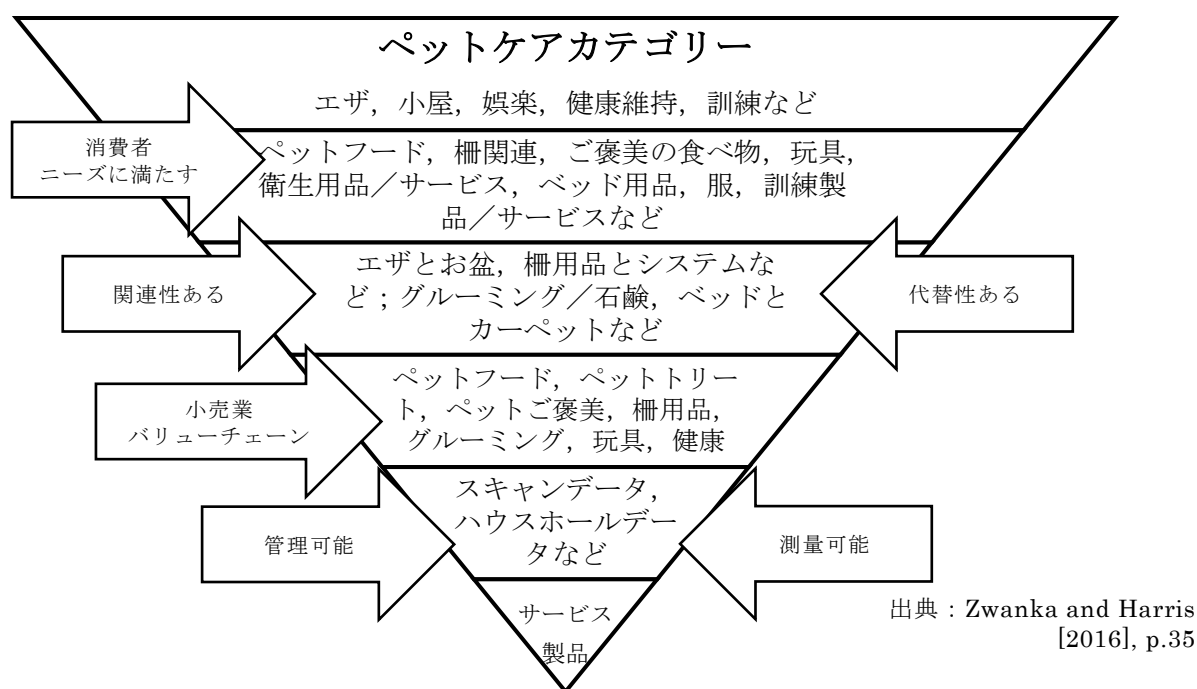 ペットケアカテゴリー
エザ，小屋，娯楽，健康維持，訓練など
消費者
ニーズに満たす
ペットフード，柵関連，ご褒美の食べ物，玩具，
衛生用品／サービス，ベッド用品，服，訓練製
品／サービスなど
関連性ある
エザとお盆，柵用品とシステムな
ど；グルーミング／石鹸，ベッドと
カーペットなど
代替性ある
小売業
バリューチェーン
ペットフード，ペットトリー
ト，ペットご褒美，柵用品，
グルーミング，玩具，健康
管理可能
スキャンデータ，
ハウスホールデー
タなど
測量可能
サービス
製品
出典：Zwanka and Harris
[2016], p.35